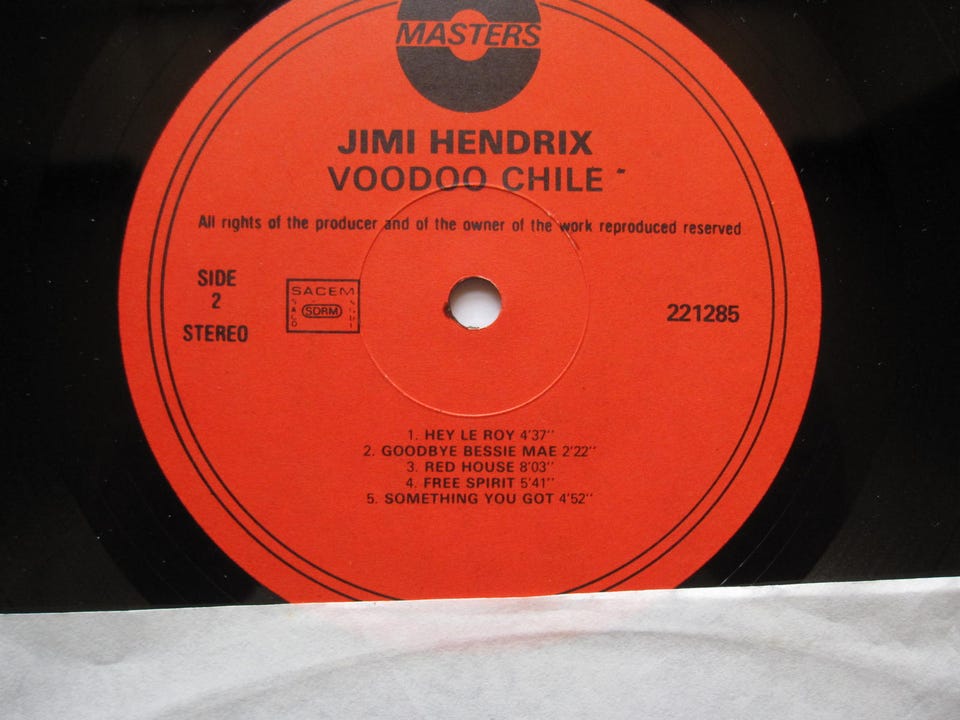 MASTERS
JIMI HENDRIX
VOODOO CHILE
All rights of the producer and of the owner of the work reproduced reserved
SIDE
2
STEREO
SACEM
SDRM
221285
1. HEY LE ROY 4'37''
2. GOODBYE BESSIE MAE 2'22''
3. RED HOUSE 8'03''
4. FREE SPIRIT 5'41''
5. SOMETHING YOU GOT 4'52''